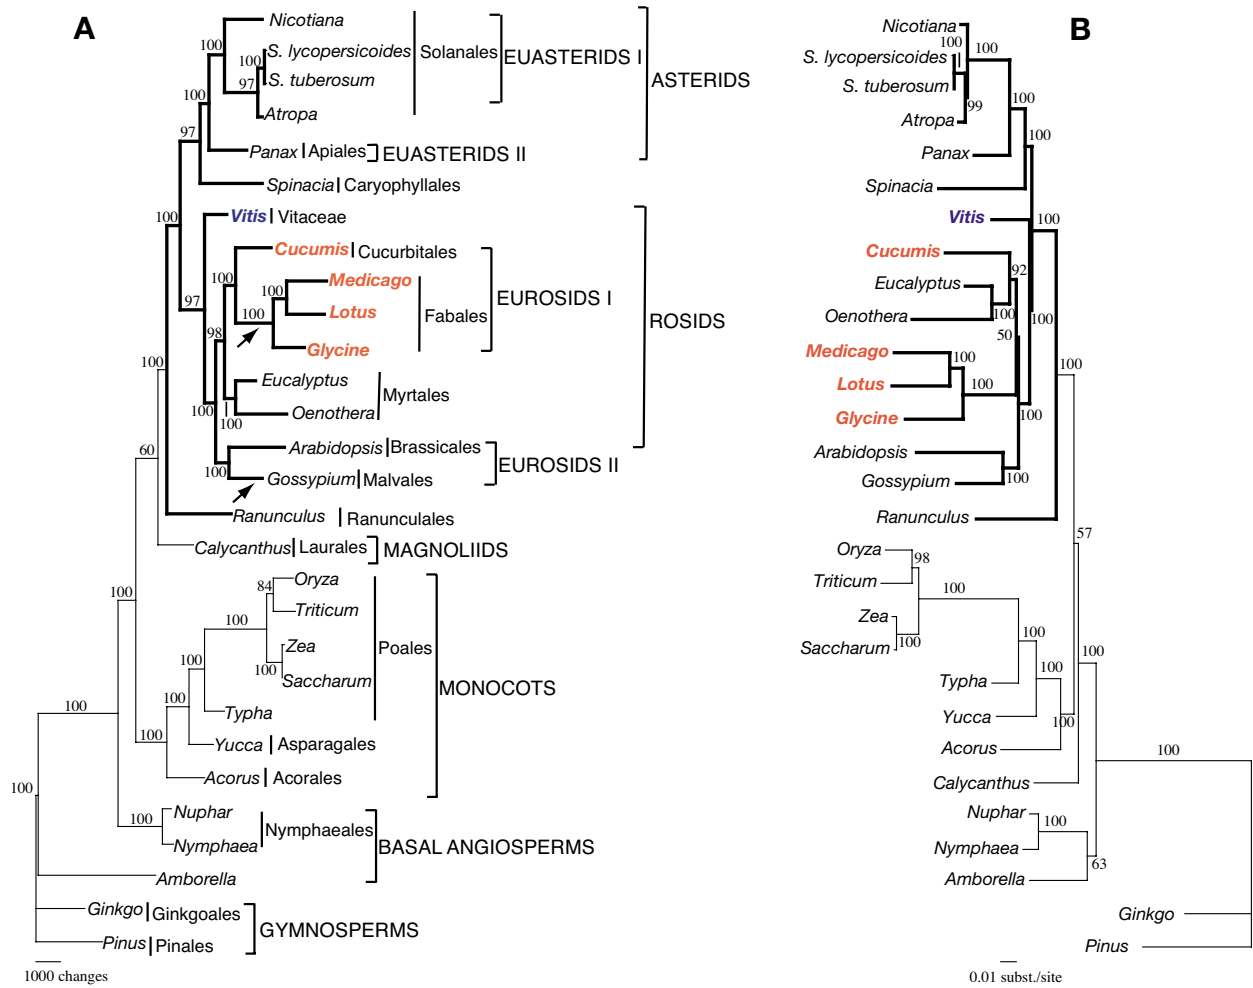 A
Nicotiana
100
S. lycopersicoides
100
S. tuberosum
97
Atropa
Solanales
EUASTERIDS I
ASTERIDS
100
Panax
Apiales
EUASTERIDS II
97
Spinacia
Caryophyllales
100
Vitis
Vitaceae
Cucumis
Cucurbitales
100
Medicago
100
100
Lotus
Fabales
EUROSIDS I
ROSIDS
97
98
Glycine
Eucalyptus
Myrtales
100
100
Oenothera
100
Arabidopsis
Brassicales
EUROSIDS II
100
Gossypium
Malvales
60
Ranunculus
Ranunculales
Calycanthus
Laurales
MAGNOLIIDS
84
Oryza
100
Triticum
100
Zea
Poales
100
100
Saccharum
MONOCOTS
100
Typha
100
100
Yucca
Asparagales
Acorus
Acorales
100
Nuphar
100
Nymphaeales
Nymphaea
BASAL ANGIOSPERMS
Amborella
Ginkgo
Ginkgoales
GYMNOSPERMS
Pinus
Pinales
1000 changes
B
Nicotiana
100
100
S. lycopersicoides
S. tuberosum
99
100
Atropa
100
Panax
Spinacia
Vitis
100
Cucumis
92
Eucalyptus
100
100
Oenothera
50
Medicago
100
100
Lotus
100
100
Glycine
Arabidopsis
100
Gossypium
Ranunculus
57
Oryza
98
Triticum
100
Zea
100
Saccharum
100
100
100
Typha
100
Yucca
Acorus
100
Calycanthus
Nuphar
100
Nymphaea
63
Amborella
Ginkgo
Pinus
0.01 subst./site